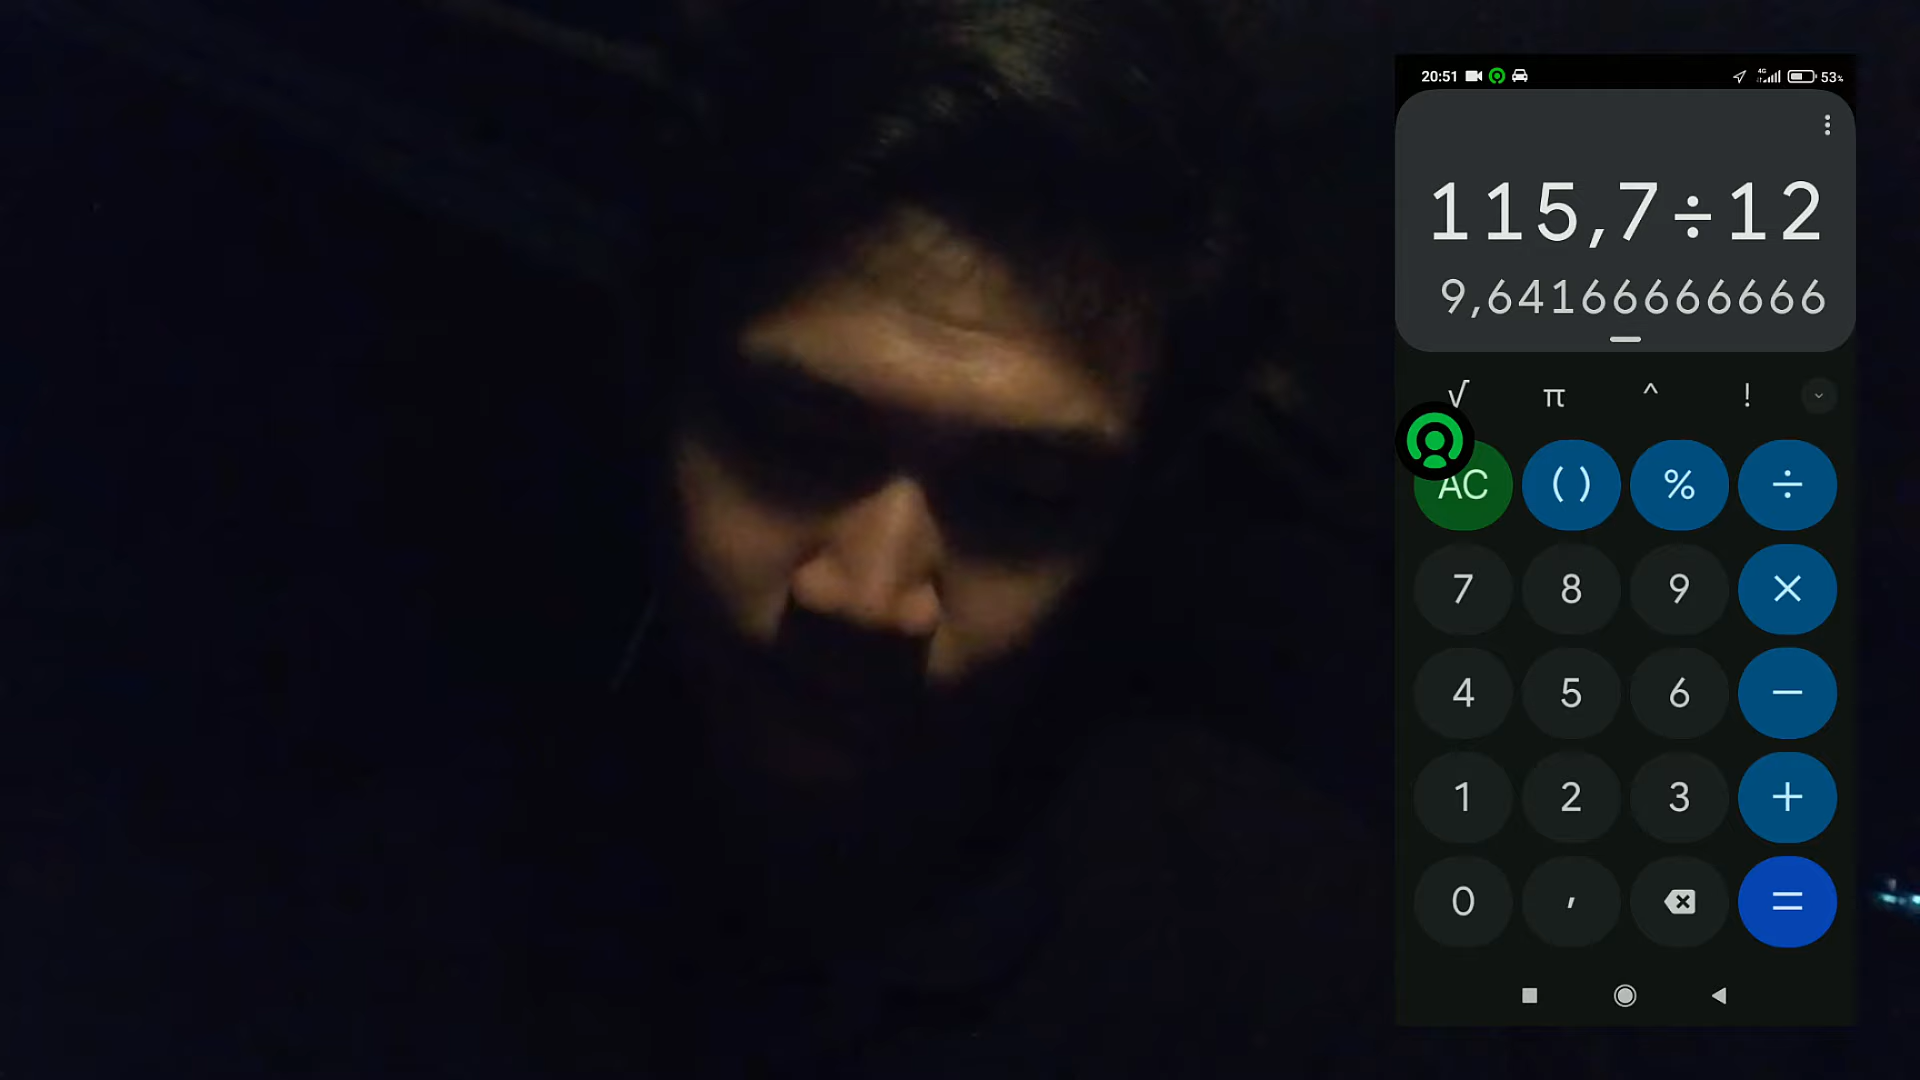 20:51 4G 53%
115,7÷12
9,64166666666
√ π ^ !
AC () % ÷
7 8 9 ×
4 5 6 −
1 2 3 +
0 , =